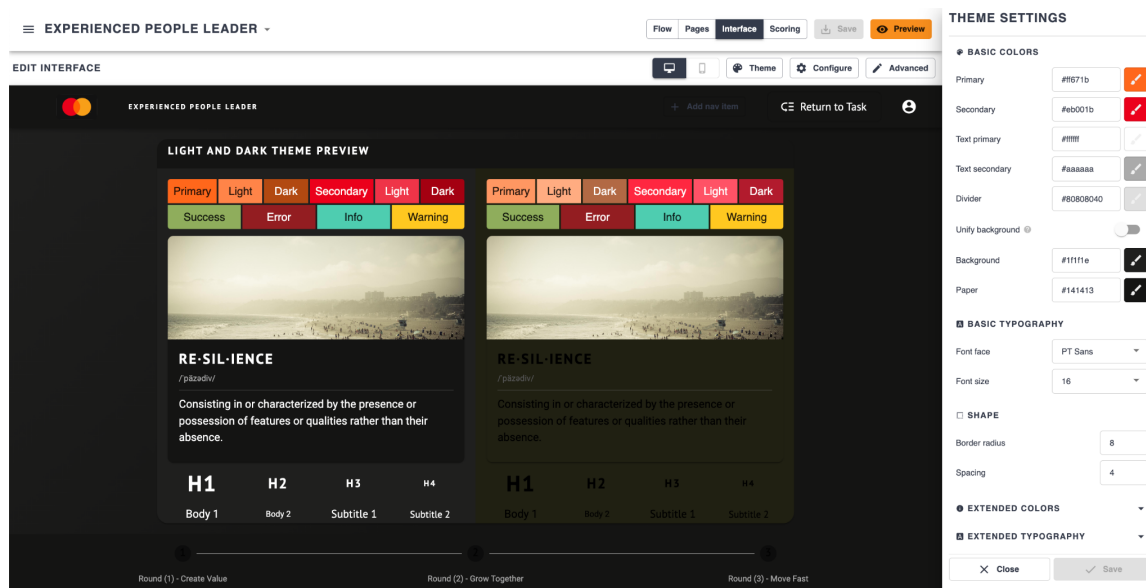 EXPERIENCED PEOPLE LEADER
Flow Pages Interface Scoring Save Preview
EDIT INTERFACE
Theme Configure Advanced
EXPERIENCED PEOPLE LEADER
Add nav item
Return to Task
LIGHT AND DARK THEME PREVIEW
Primary Light Dark Secondary Light Dark
Success Error Info Warning
RE·SIL·IENCE
/ˈpäzədiv/
Consisting in or characterized by the presence or
possession of features or qualities rather than their
absence.
H1 H2 H3 H4
Body 1 Body 2 Subtitle 1 Subtitle 2
Primary Light Dark Secondary Light Dark
Success Error Info Warning
RE·SIL·IENCE
/ˈpäzədiv/
Consisting in or characterized by the presence or
possession of features or qualities rather than their
absence.
H1 H2 H3 H4
Body 1 Body 2 Subtitle 1 Subtitle 2
1 2 3
Round (1) - Create Value
Round (2) - Grow Together
Round (3) - Move Fast
THEME SETTINGS
BASIC COLORS
Primary #ff671b
Secondary #eb001b
Text primary #ffffff
Text secondary #aaaaaa
Divider #80808040
Unify background
Background #1f1f1e
Paper #141413
BASIC TYPOGRAPHY
Font face PT Sans
Font size 16
SHAPE
Border radius 8
Spacing 4
EXTENDED COLORS
EXTENDED TYPOGRAPHY
Close Save